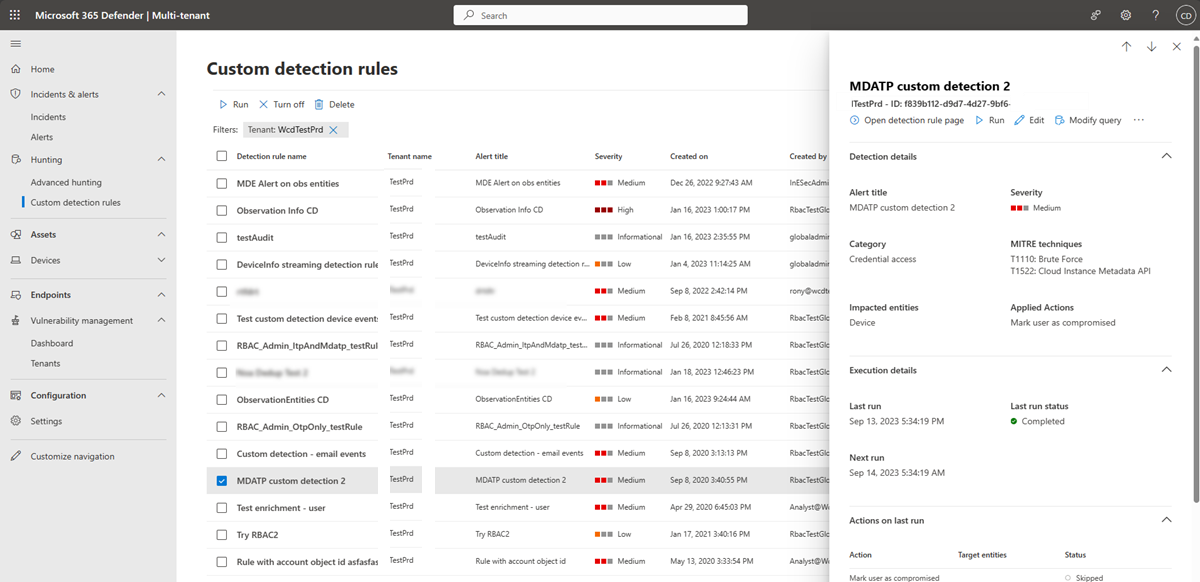 Microsoft 365 Defender | Multi-tenant
Search
CD
Home
Incidents & alerts
Incidents
Alerts
Hunting
Advanced hunting
Custom detection rules
Assets
Devices
Endpoints
Vulnerability management
Dashboard
Tenants
Configuration
Settings
Customize navigation
Custom detection rules
Run Turn off Delete
Filters: Tenant: WcdTestPrd
Detection rule name Tenant name Alert title Severity Created on Created by
MDE Alert on obs entities TestPrd MDE Alert on obs entities Medium Dec 26, 2022 9:27:43 AM InESecAdmi
Observation Info CD TestPrd Observation Info CD High Jan 16, 2023 1:00:17 PM RbacTestGlo
testAudit TestPrd testAudit Informational Jan 16, 2023 2:35:55 PM globaladmin
DeviceInfo streaming detection rule TestPrd DeviceInfo streaming detection r... Low Jan 4, 2023 11:14:25 AM globaladmin
Medium Sep 8, 2022 2:42:14 PM rony@wcdte
Test custom detection device event TestPrd Test custom detection device ev... Medium Feb 8, 2021 8:45:56 AM RbacTestGlo
RBAC_Admin_ItpAndMdatp_testRul TestPrd RBAC_Admin_ItpAndMdatp_test... Informational Jul 26, 2020 12:18:33 PM RbacTestGlo
Informational Jan 18, 2023 12:46:23 PM RbacTestGlo
ObservationEntities CD TestPrd ObservationEntities CD Low Jan 16, 2023 9:24:44 AM RbacTestGlo
RBAC_Admin_OtpOnly_testRule TestPrd RBAC_Admin_OtpOnly_testRule Informational Jul 26, 2020 12:13:31 PM RbacTestGlo
Custom detection - email events TestPrd Custom detection - email events Medium Sep 8, 2020 3:13:13 PM RbacTestGlo
MDATP custom detection 2 TestPrd MDATP custom detection 2 Medium Sep 8, 2020 3:40:55 PM RbacTestGlo
Test enrichment - user TestPrd Test enrichment - user Medium Apr 29, 2020 6:45:03 PM Analyst@Wc
Try RBAC2 TestPrd Try RBAC2 Low Jan 17, 2021 3:40:16 PM RbacTestGlo
Rule with account object id asfasfas TestPrd Rule with account object id Medium May 13, 2020 3:33:54 PM Analyst@Wc
MDATP custom detection 2
lTestPrd - ID: f839b112-d9d7-4d27-9bf6-
Open detection rule page Run Edit Modify query ...
Detection details
Alert title Severity
MDATP custom detection 2 Medium
Category MITRE techniques
Credential access T1110: Brute Force
T1522: Cloud Instance Metadata API
Impacted entities Applied Actions
Device Mark user as compromised
Execution details
Last run Last run status
Sep 13, 2023 5:34:19 PM Completed
Next run
Sep 14, 2023 5:34:19 AM
Actions on last run
Action Target entities Status
Mark user as compromised Skipped